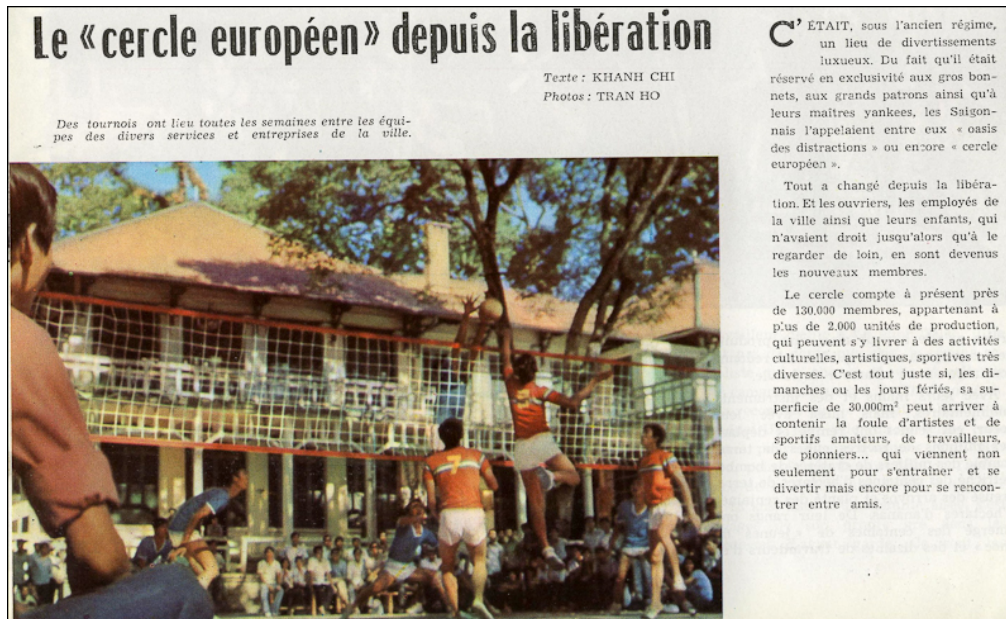 Le « cercle européen » depuis la libération
Texte : KHANH CHI
Photos : TRAN HO
Des tournois ont lieu toutes les semaines entre les équi-
pes des divers services et entreprises de la ville.
C'ÉTAIT, sous l'ancien régime,
un lieu de divertissements
luxueux. Du fait qu'il était
réservé en exclusivité aux gros bon-
nets, aux grands patrons ainsi qu'à
leurs maîtres yankees, les Saigon-
nais l'appelaient entre eux « oasis
des distractions » ou encore « cercle
européen ».
Tout a changé depuis la libéra-
tion. Et les ouvriers, les employés de
la ville ainsi que leurs enfants, qui
n'avaient droit jusqu'alors qu'à le
regarder de loin, en sont devenus
les nouveaux membres.
Le cercle compte à présent près
de 130.000 membres, appartenant à
plus de 2.000 unités de production,
qui peuvent s'y livrer à des activités
culturelles, artistiques, sportives très
diverses. C'est tout juste si, les di-
manches ou les jours fériés, sa su-
perficie de 30.000m² peut arriver à
contenir la foule d'artistes et de
sportifs amateurs, de travailleurs,
de pionniers... qui viennent non
seulement pour s'entraîner et se
divertir mais encore pour se rencon-
trer entre amis.
7